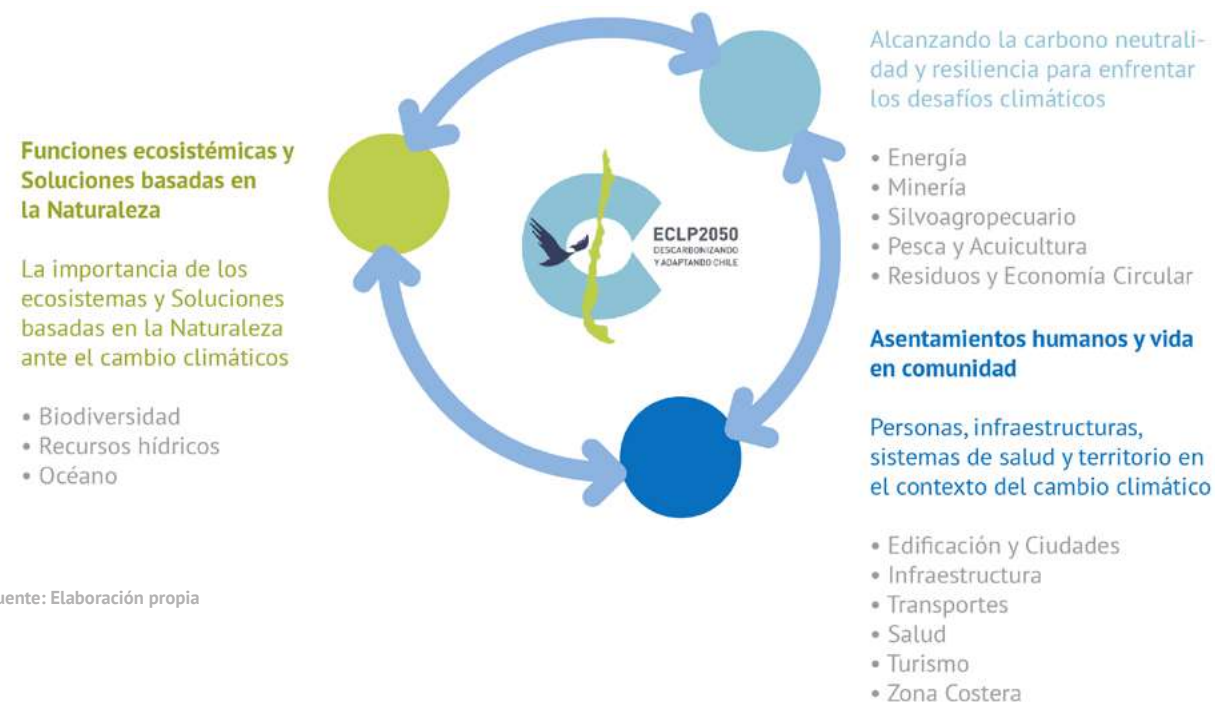 Funciones ecosistémicas y
Soluciones basadas en
la Naturaleza
La importancia de los
ecosistemas y Soluciones
basadas en la Naturaleza
ante el cambio climáticos
• Biodiversidad
• Recursos hídricos
• Océano
ECLP2050
DESCARBONIZANDO
Y ADAPTANDO CHILE
Alcanzando la carbono neutrali-
dad y resiliencia para enfrentar
los desafíos climáticos
• Energía
• Minería
• Silvoagropecuario
• Pesca y Acuicultura
• Residuos y Economía Circular
Asentamientos humanos y vida
en comunidad
Personas, infraestructuras,
sistemas de salud y territorio en
el contexto del cambio climático
• Edificación y Ciudades
• Infraestructura
• Transportes
• Salud
• Turismo
• Zona Costera
uente: Elaboración propia